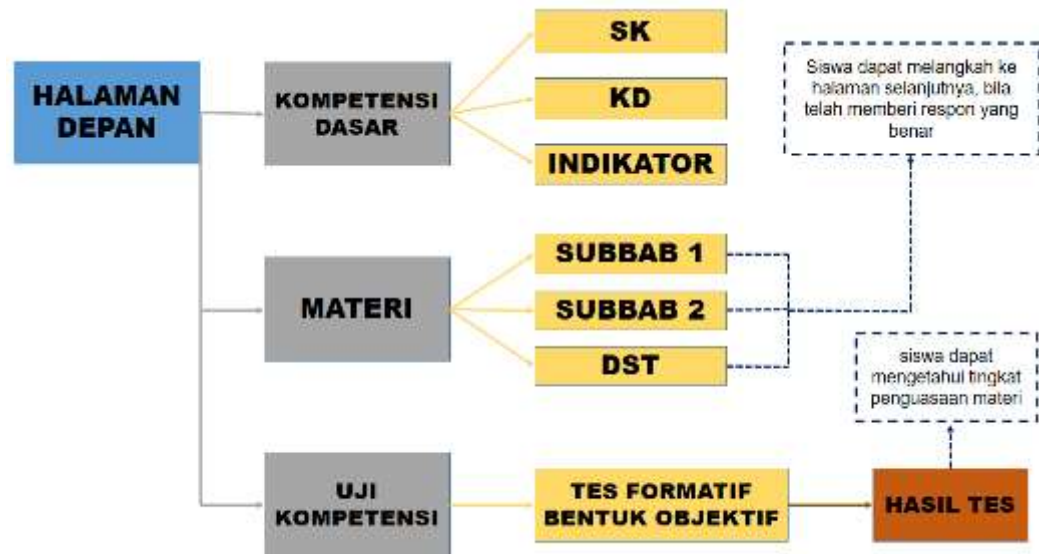 HALAMAN
DEPAN
KOMPETENSI
DASAR
SK
KD
INDIKATOR
Siswa dapat melangkah ke
halaman selanjutnya, bila
telah memberi respon yang
benar
MATERI
SUBBAB 1
SUBBAB 2
DST
siswa dapat
mengetahui tingkat
penguasaan materi
UJI
KOMPETENSI
TES FORMATIF
BENTUK OBJEKTIF
HASIL TES